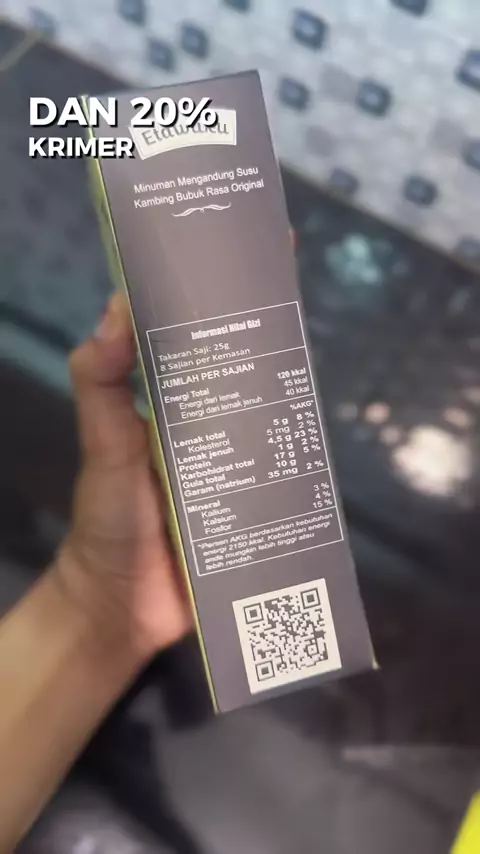 DAN 20%
KRIMER
Etawaku
Minuman Mengandung Susu
Kambing Bubuk Rasa Original
Informasi Nilai Gizi
Takaran Saji: 25g
8 Sajian per Kemasan
JUMLAH PER SAJIAN
Energi Total 120 kkal
Energi dari lemak 45 kkal
Energi dari lemak jenuh 40 kkal
%AKG*
Lemak total 5 g 8 %
Kolesterol 5 mg 2 %
Lemak jenuh 4,5 g 23 %
Protein 1 g 2 %
Karbohidrat total 17 g 5 %
Gula total 10 g
Garam (natrium) 35 mg 2 %
Mineral
Kalium 3 %
Kalsium 4 %
Fosfor 15 %
*Persen AKG berdasarkan kebutuhan
energi 2150 kkal. Kebutuhan energi
anda mungkin lebih tinggi atau
lebih rendah.